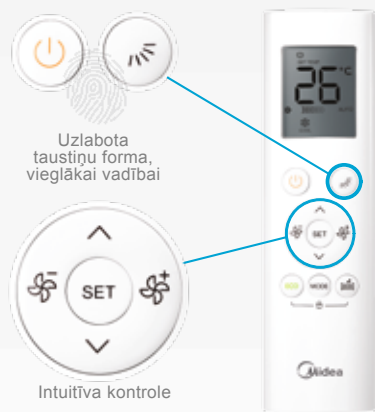 Uzlabota
taustiņu forma,
vieglākai vadībai
SET
Intuitīva kontrole
26°C
SET
MODE
Midea